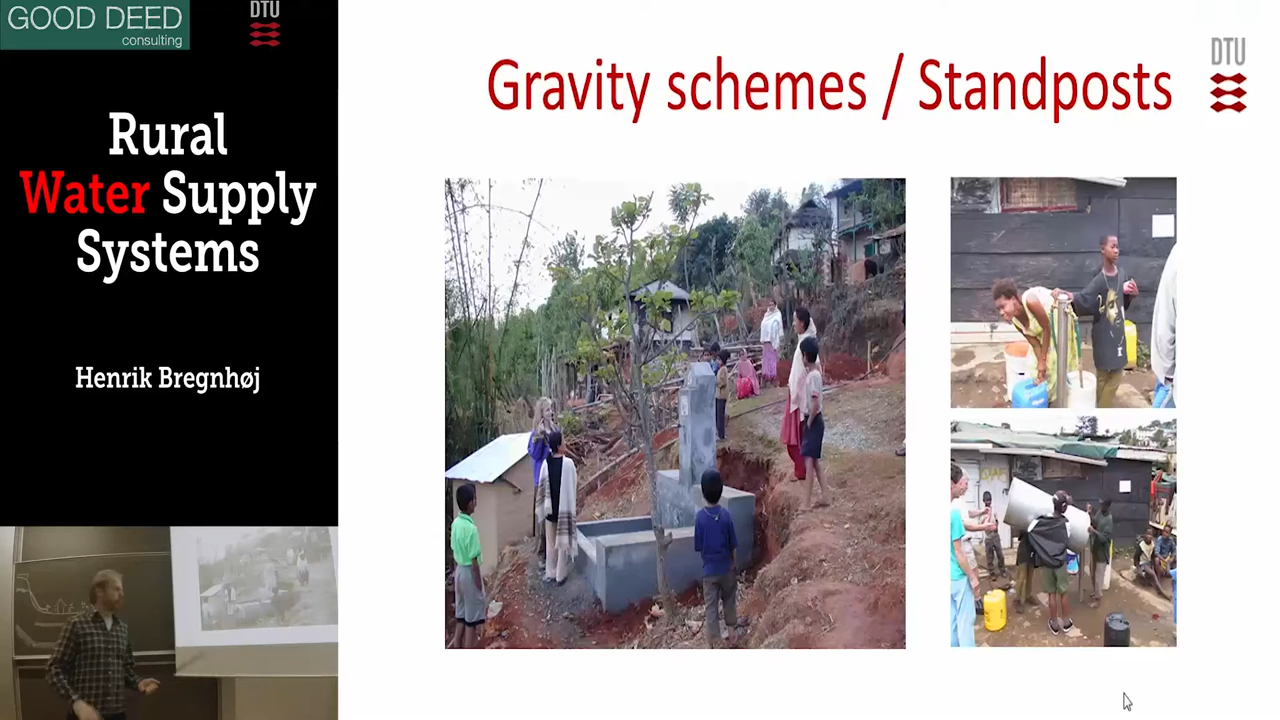 GOOD DEED
consulting
DTU
Rural
Water Supply
Systems
Henrik Bregnhøj
Gravity schemes / Standposts
DTU